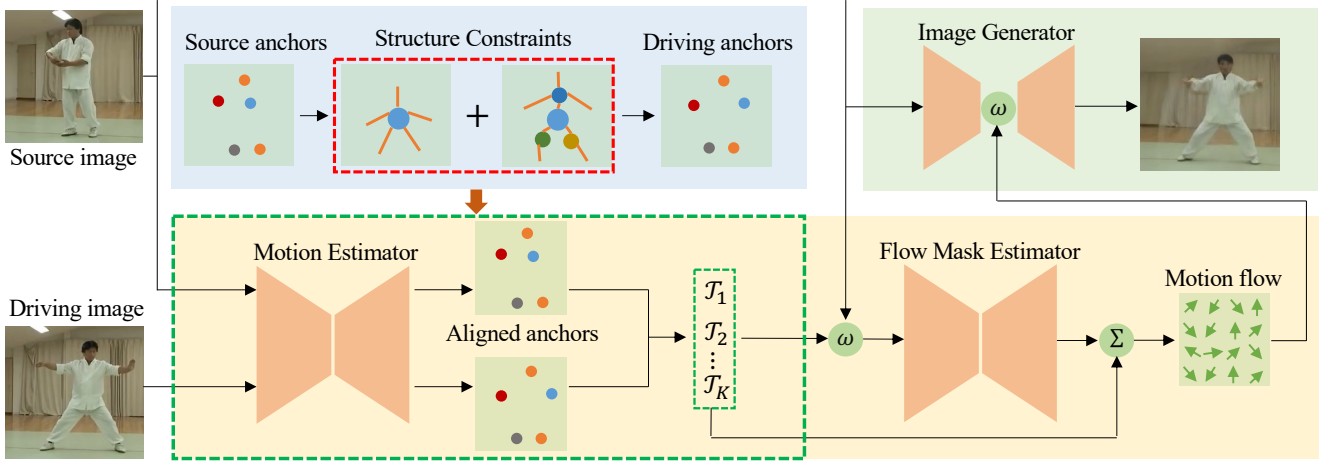 Source image
Source anchors
Structure Constraints
Driving anchors
+
Image Generator
ω
Driving image
Motion Estimator
Aligned anchors
𝒯1
𝒯2
⋮
𝒯K
ω
Flow Mask Estimator
Σ
Motion flow